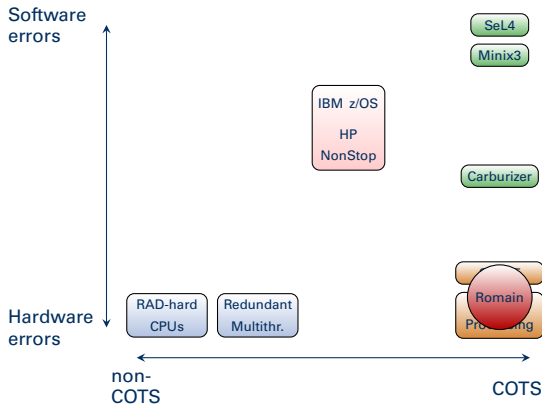 Software
errors
SeL4
Minix3
IBM z/OS
HP
NonStop
Carburizer
Romain
RAD-hard
CPUs
Redundant
Multithr.
Hardware
errors
non-
COTS
COTS